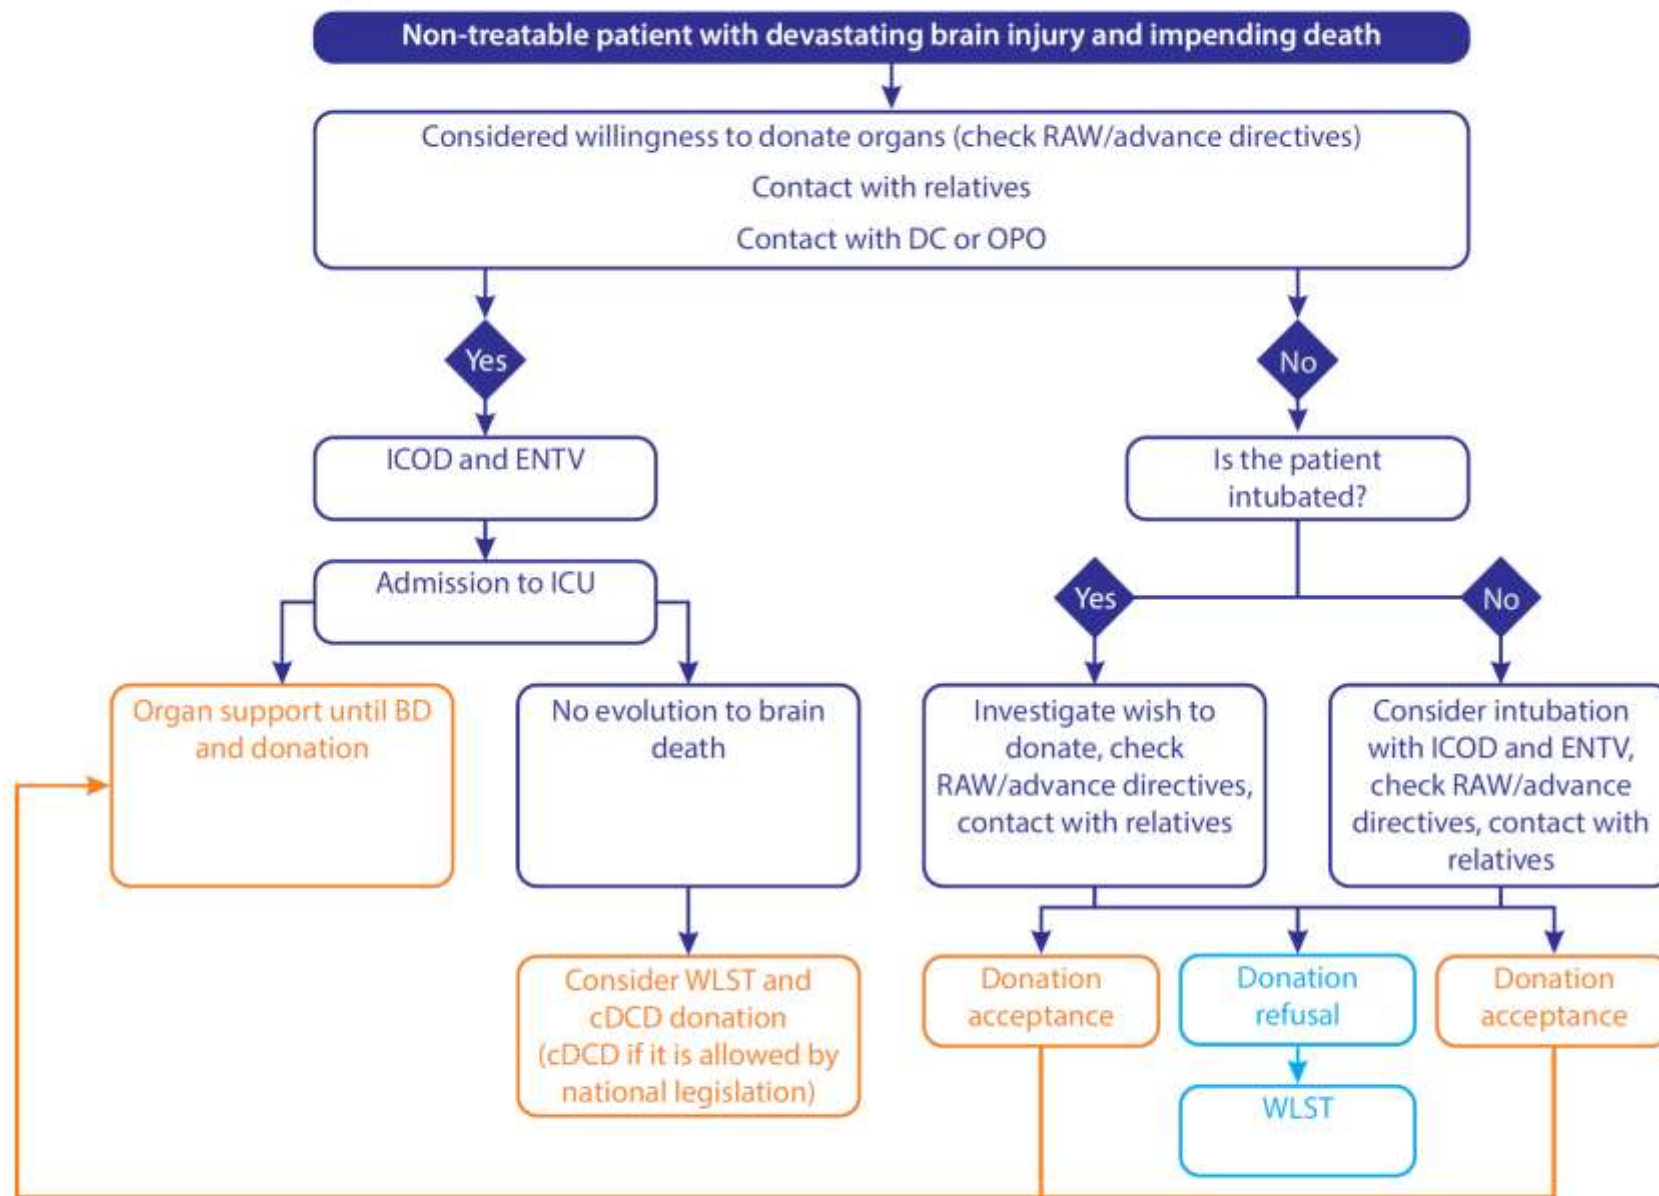 Non-treatable patient with devastating brain injury and impending death
Considered willingness to donate organs (check RAW/advance directives)
Contact with relatives
Contact with DC or OPO
Yes
No
ICOD and ENTV
Is the patient
intubated?
Admission to ICU
Yes
No
Organ support until BD
and donation
No evolution to brain
death
Investigate wish to
donate, check
RAW/advance directives,
contact with relatives
Consider intubation
with ICOD and ENTV,
check RAW/advance
directives, contact with
relatives
Consider WLST and
cDCD donation
(cDCD if it is allowed by
national legislation)
Donation
acceptance
Donation
refusal
Donation
acceptance
WLST